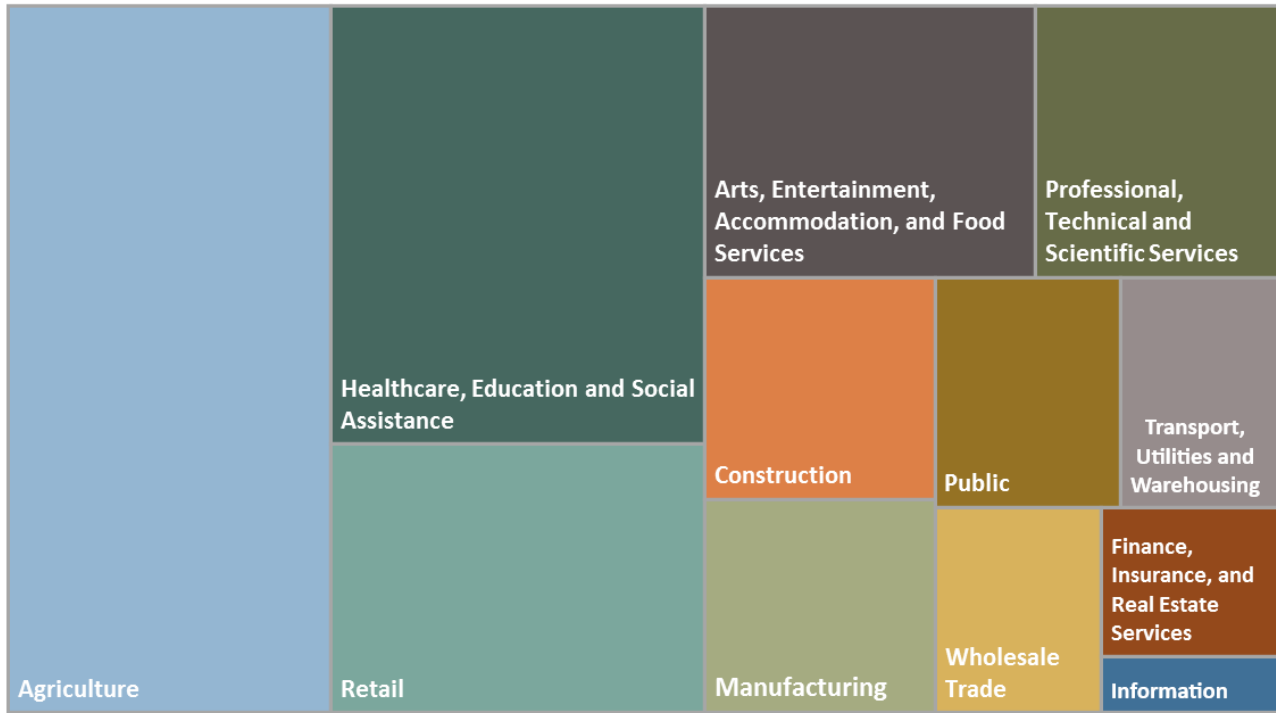 Agriculture
Healthcare, Education and Social
Assistance
Retail
Arts, Entertainment,
Accommodation, and Food
Services
Professional,
Technical and
Scientific Services
Construction
Public
Transport,
Utilities and
Warehousing
Manufacturing
Wholesale
Trade
Finance,
Insurance, and
Real Estate
Services
Information